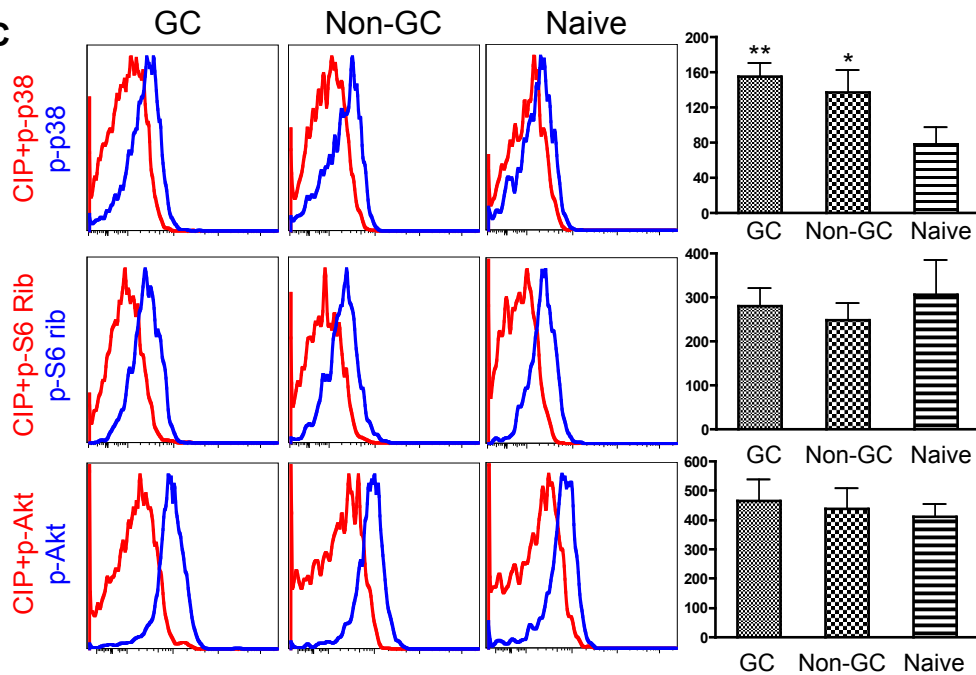 C
GC Non-GC Naive
CIP+p-p38
p-p38
200
160
120
80
40
0
** *
GC Non-GC Naive
CIP+p-S6 Rib
p-S6 rib
400
300
200
100
0
GC Non-GC Naive
CIP+p-Akt
p-Akt
600
500
400
300
200
100
0
GC Non-GC Naive